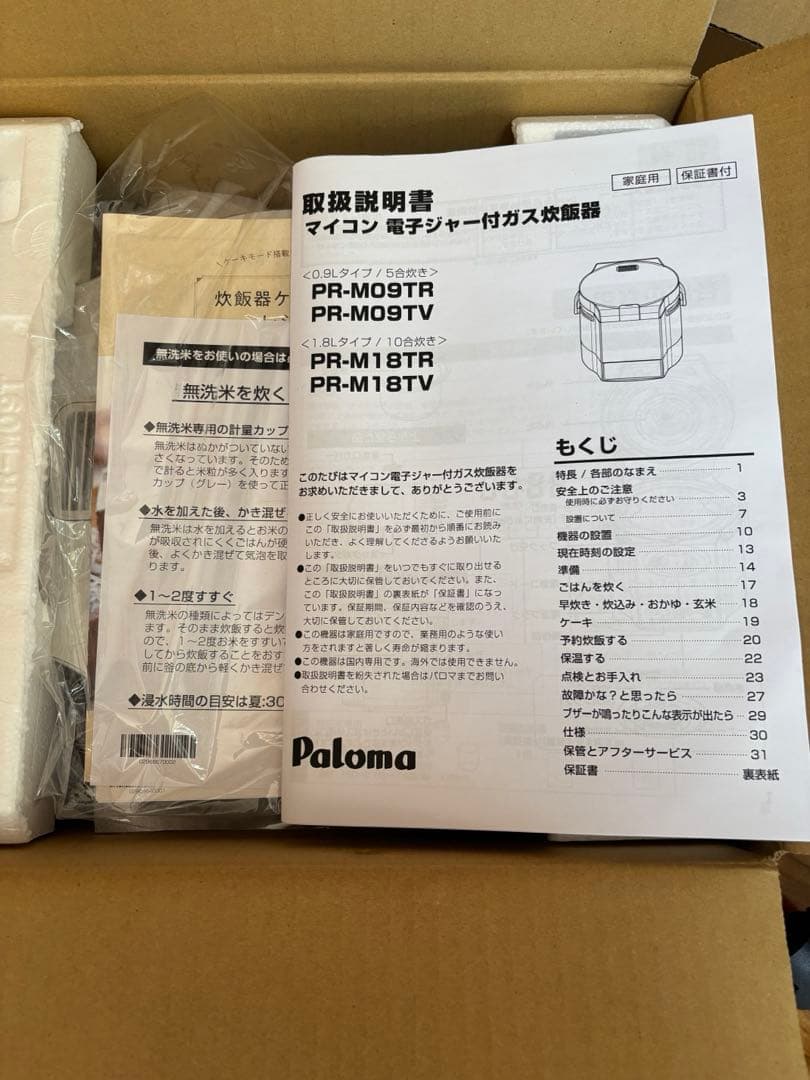 家庭用
保証書付
取扱説明書
マイコン 電子ジャー付ガス炊飯器
<0.9Lタイプ / 5合炊き>
PR-M09TR
PR-M09TV
<1.8Lタイプ / 10合炊き>
PR-M18TR
PR-M18TV
このたびはマイコン電子ジャー付ガス炊飯器を
お求めいただきまして、ありがとうございます。
●正しく安全にお使いいただくために、ご使用前に
この「取扱説明書」を必ず最初から順番にお読み
いただき、よく理解してくださるようお願いいた
します。
●この「取扱説明書」をいつでもすぐに取り出せる
ところに大切に保管しておいてください。また、
この「取扱説明書」の裏表紙が「保証書」になっ
ています。保証期間、保証内容などを確認のうえ、
大切に保管しておいてください。
●この機器は家庭用ですので、業務用のような使い
方をされますと著しく寿命が縮まります。
●この機器は国内専用です。海外では使用できません。
●取扱説明書を紛失された場合はパロマまでお問い
合わせください。
Paloma
もくじ
特長 / 各部のなまえ 1
安全上のご注意
使用時に必ずお守りください 3
設置について 7
機器の設置 10
現在時刻の設定 13
準備 14
ごはんを炊く 17
早炊き・炊込み・おかゆ・玄米 18
ケーキ 19
予約炊飯する 20
保温する 22
点検とお手入れ 23
故障かな？と思ったら 27
ブザーが鳴ったりこんな表示が出たら 29
仕様 30
保管とアフターサービス 31
保証書 裏表紙
\ケーキモード搭載
炊飯器ケ
無洗米をお使いの場合は
無洗米を炊く
◆無洗米専用の計量カップ
無洗米はぬかがついていない
さくなっています。そのため
で計ると米粒が多く入ります
カップ（グレー）を使って正
◆水を加えた後、かき混ぜ
無洗米は水を加えるとお米の
が吸収されにくくごはんが硬
後、よくかき混ぜて気泡を取
ります。
◆1～2度すすぐ
無洗米の種類によってはデン
ます。そのまま炊飯すると炊
ので、1～2度お米をすすい
してから炊飯することをおす
前に釜の底から軽くかき混ぜ
◆浸水時間の目安は夏:30